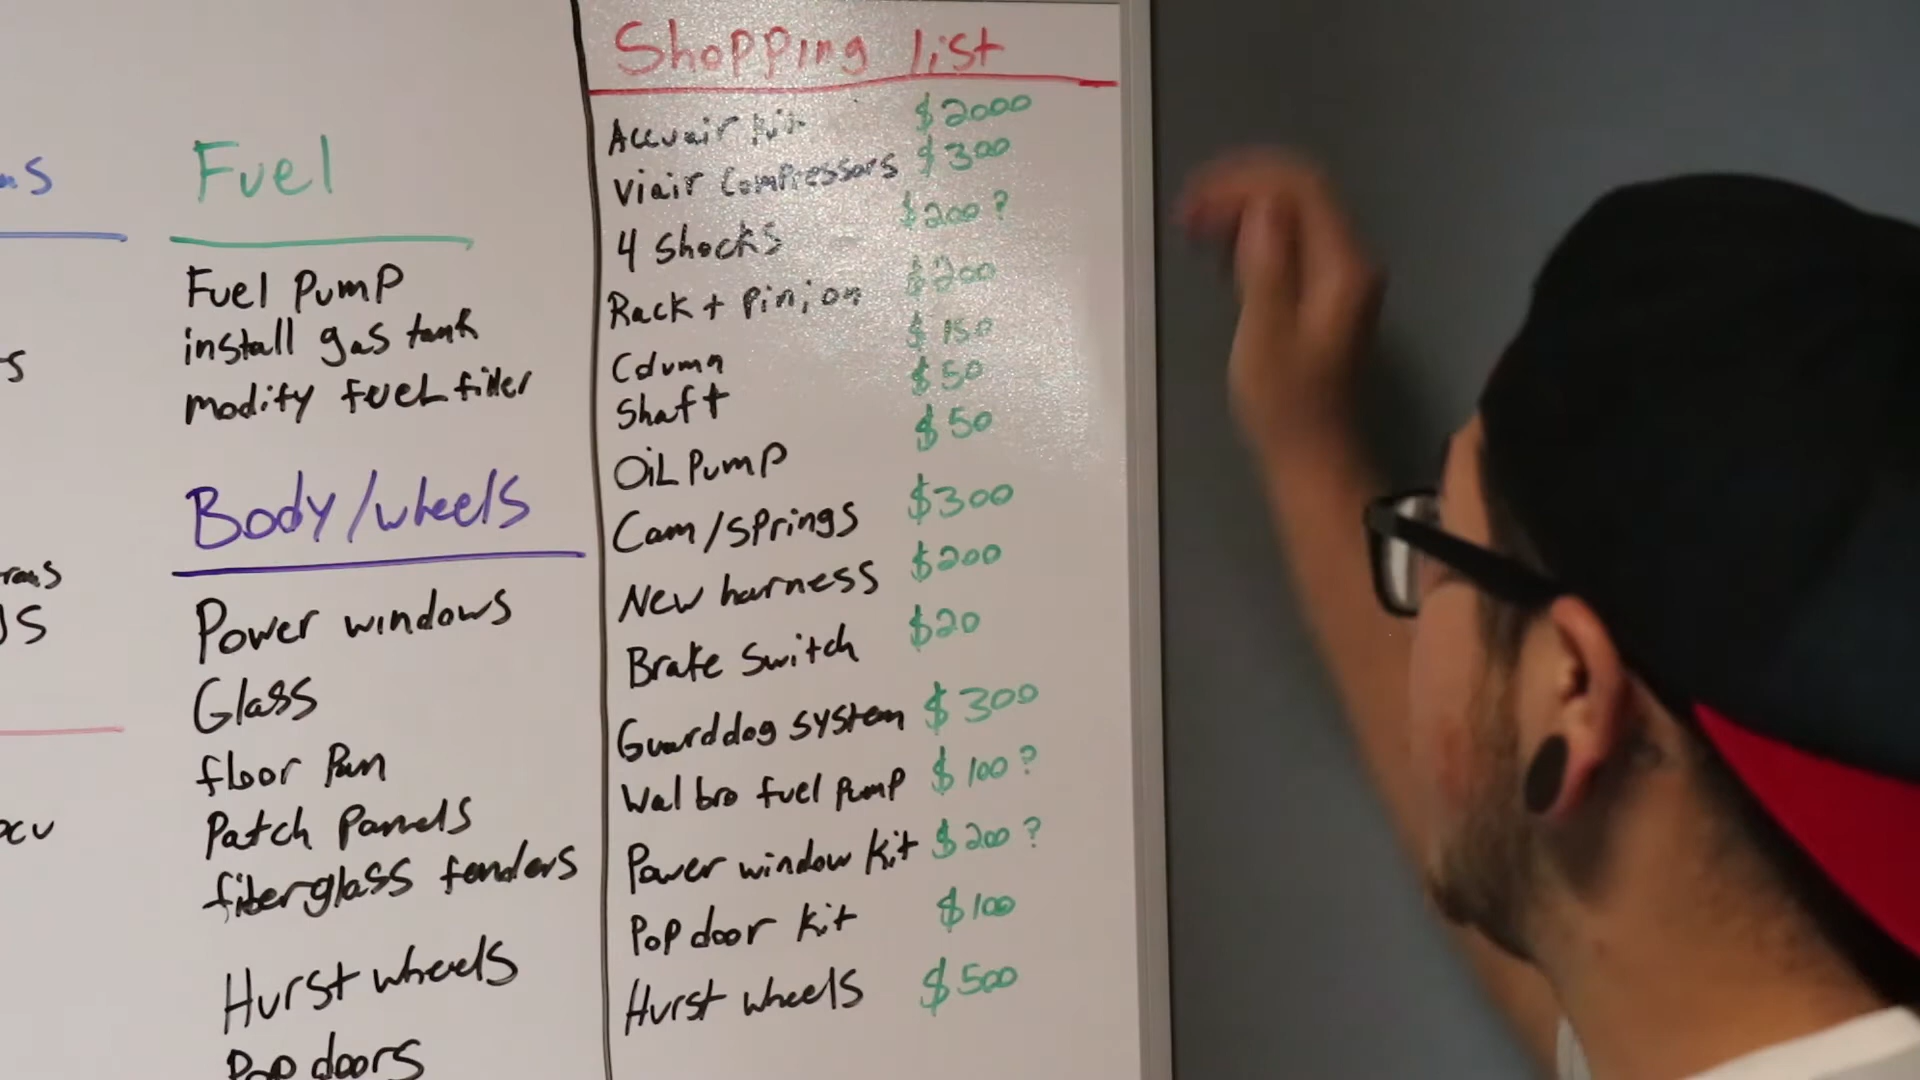 Fuel
Fuel Pump
install gas tank
modify fuel filler
Body/wheels
Power windows
Glass
floor Pan
Patch Panels
fiberglass fenders
Hurst wheels
Pop doors
Shopping list
Accuair kit $2000
Viair Compressors $300
4 Shocks $200?
Rack + Pinion $200
Column $150
Shaft $50
OiL Pump $50
Cam/springs $300
New harness $200
Brake Switch $20
Guarddog system $300
Walbro fuel pump $100?
Power window Kit $200?
Pop door Kit $100
Hurst wheels $500